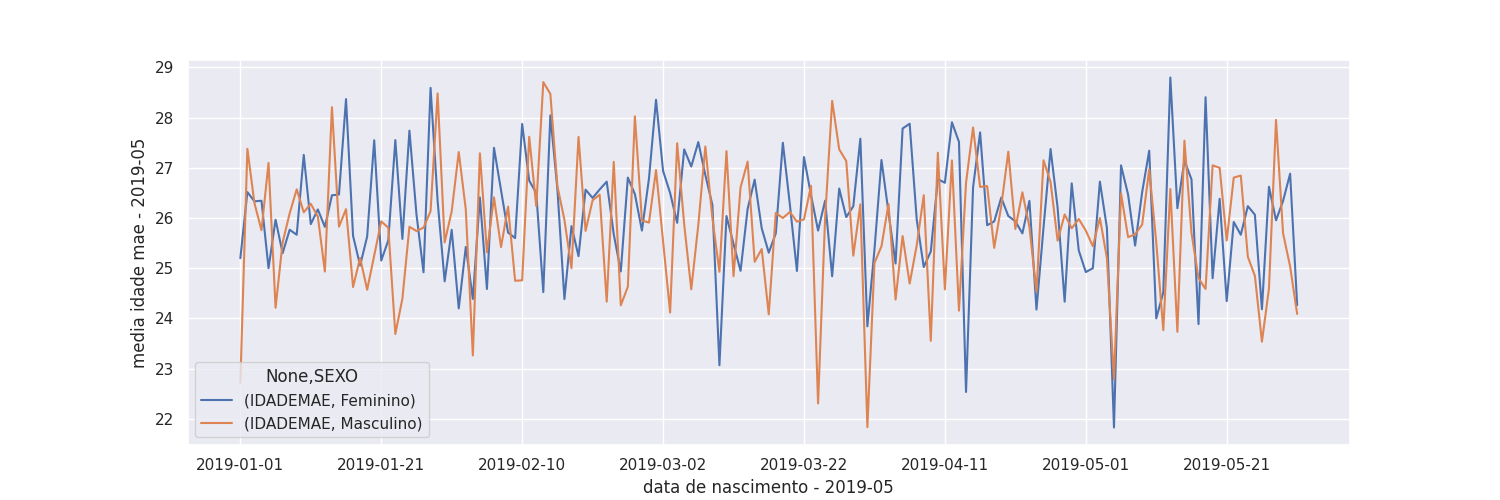 29
28
27
26
25
24
23
22
media idade mae - 2019-05
None,SEXO
(IDADEMAE, Feminino)
(IDADEMAE, Masculino)
2019-01-01 2019-01-21 2019-02-10 2019-03-02 2019-03-22 2019-04-11 2019-05-01 2019-05-21
data de nascimento - 2019-05